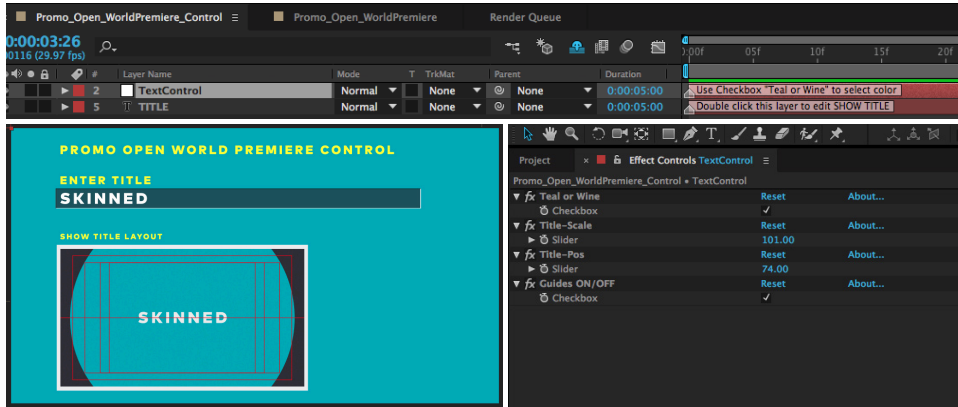 Promo_Open_WorldPremiere_Control
Promo_Open_WorldPremiere
Render Queue
0:00:03:26
00116 (29.97 fps)
# Layer Name Mode T TrkMat Parent Duration
):00f 05f 10f 15f 20f
2 TextControl Normal None None 0:00:05:00 Use Checkbox "Teal or Wine" to select color
5 T TITLE Normal None None 0:00:05:00 Double click this layer to edit SHOW TITLE
PROMO OPEN WORLD PREMIERE CONTROL
ENTER TITLE
SKINNED
SHOW TITLE LAYOUT
SKINNED
Project × Effect Controls TextControl
Promo_Open_WorldPremiere_Control • TextControl
fx Teal or Wine Reset About...
Checkbox
fx Title-Scale Reset About...
Slider 101.00
fx Title-Pos Reset About...
Slider 74.00
fx Guides ON/OFF Reset About...
Checkbox